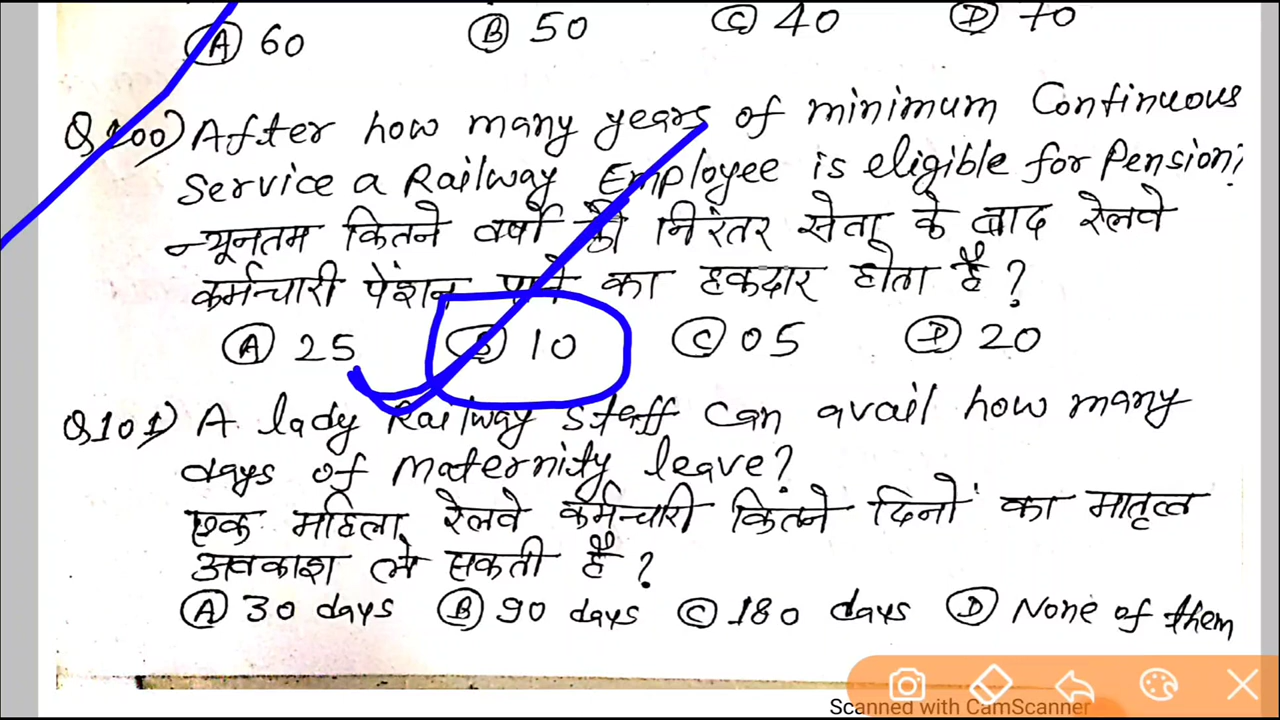 (A) 60 (B) 50 (C) 40 (D) 70
Q.100) After how many years of minimum Continuous
Service a Railway Employee is eligible for Pension?
न्यूनतम कितने वर्षों की निरंतर सेवा के बाद रेलवे
कर्मचारी पेंशन पाने का हकदार होता है ?
(A) 25 (B) 10 (C) 05 (D) 20
Q.101) A lady Railway Staff Can avail how many
days of maternity leave?
एक महिला रेलवे कर्मचारी कितने दिनों का मातृत्व
अवकाश ले सकती है ?
(A) 30 days (B) 90 days (C) 180 days (D) None of them
Scanned with CamScanner